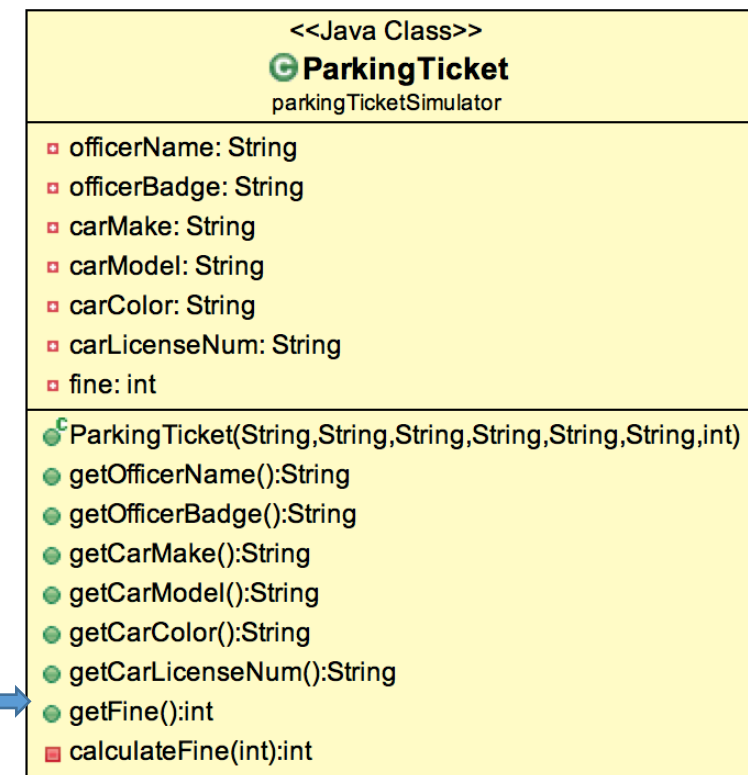 <<Java Class>>
ParkingTicket
parkingTicketSimulator
officerName: String
officerBadge: String
carMake: String
carModel: String
carColor: String
carLicenseNum: String
fine: int
ParkingTicket(String,String,String,String,String,String,int)
getOfficerName():String
getOfficerBadge():String
getCarMake():String
getCarModel():String
getCarColor():String
getCarLicenseNum():String
getFine():int
calculateFine(int):int